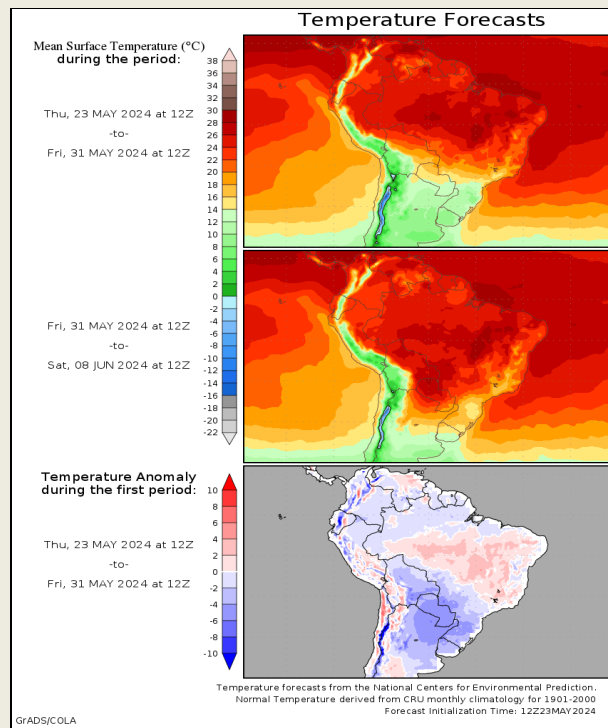 Temperature Forecasts
Mean Surface Temperature (°C)
during the period:
Thu, 23 MAY 2024 at 12Z
-to-
Fri, 31 MAY 2024 at 12Z
38
36
34
32
30
28
26
24
22
20
18
16
14
12
10
8
6
4
2
0
-2
-4
-6
-8
-10
-12
-14
-16
-18
-20
-22
Fri, 31 MAY 2024 at 12Z
-to-
Sat, 08 JUN 2024 at 12Z
Temperature Anomaly
during the first period:
Thu, 23 MAY 2024 at 12Z
-to-
Fri, 31 MAY 2024 at 12Z
10
8
6
4
2
0
-2
-4
-6
-8
-10
Temperature forecasts from the National Centers for Environmental Prediction.
Normal Temperature derived from CRU monthly climatology for 1901-2000
Forecast Initialization Time: 12Z23MAY2024
GrADS/COLA